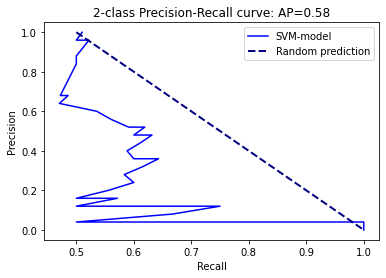 2-class Precision-Recall curve: AP=0.58
SVM-model
Random prediction
Precision
1.0
0.8
0.6
0.4
0.2
0.0
0.5
0.6
0.7
0.8
0.9
1.0
Recall